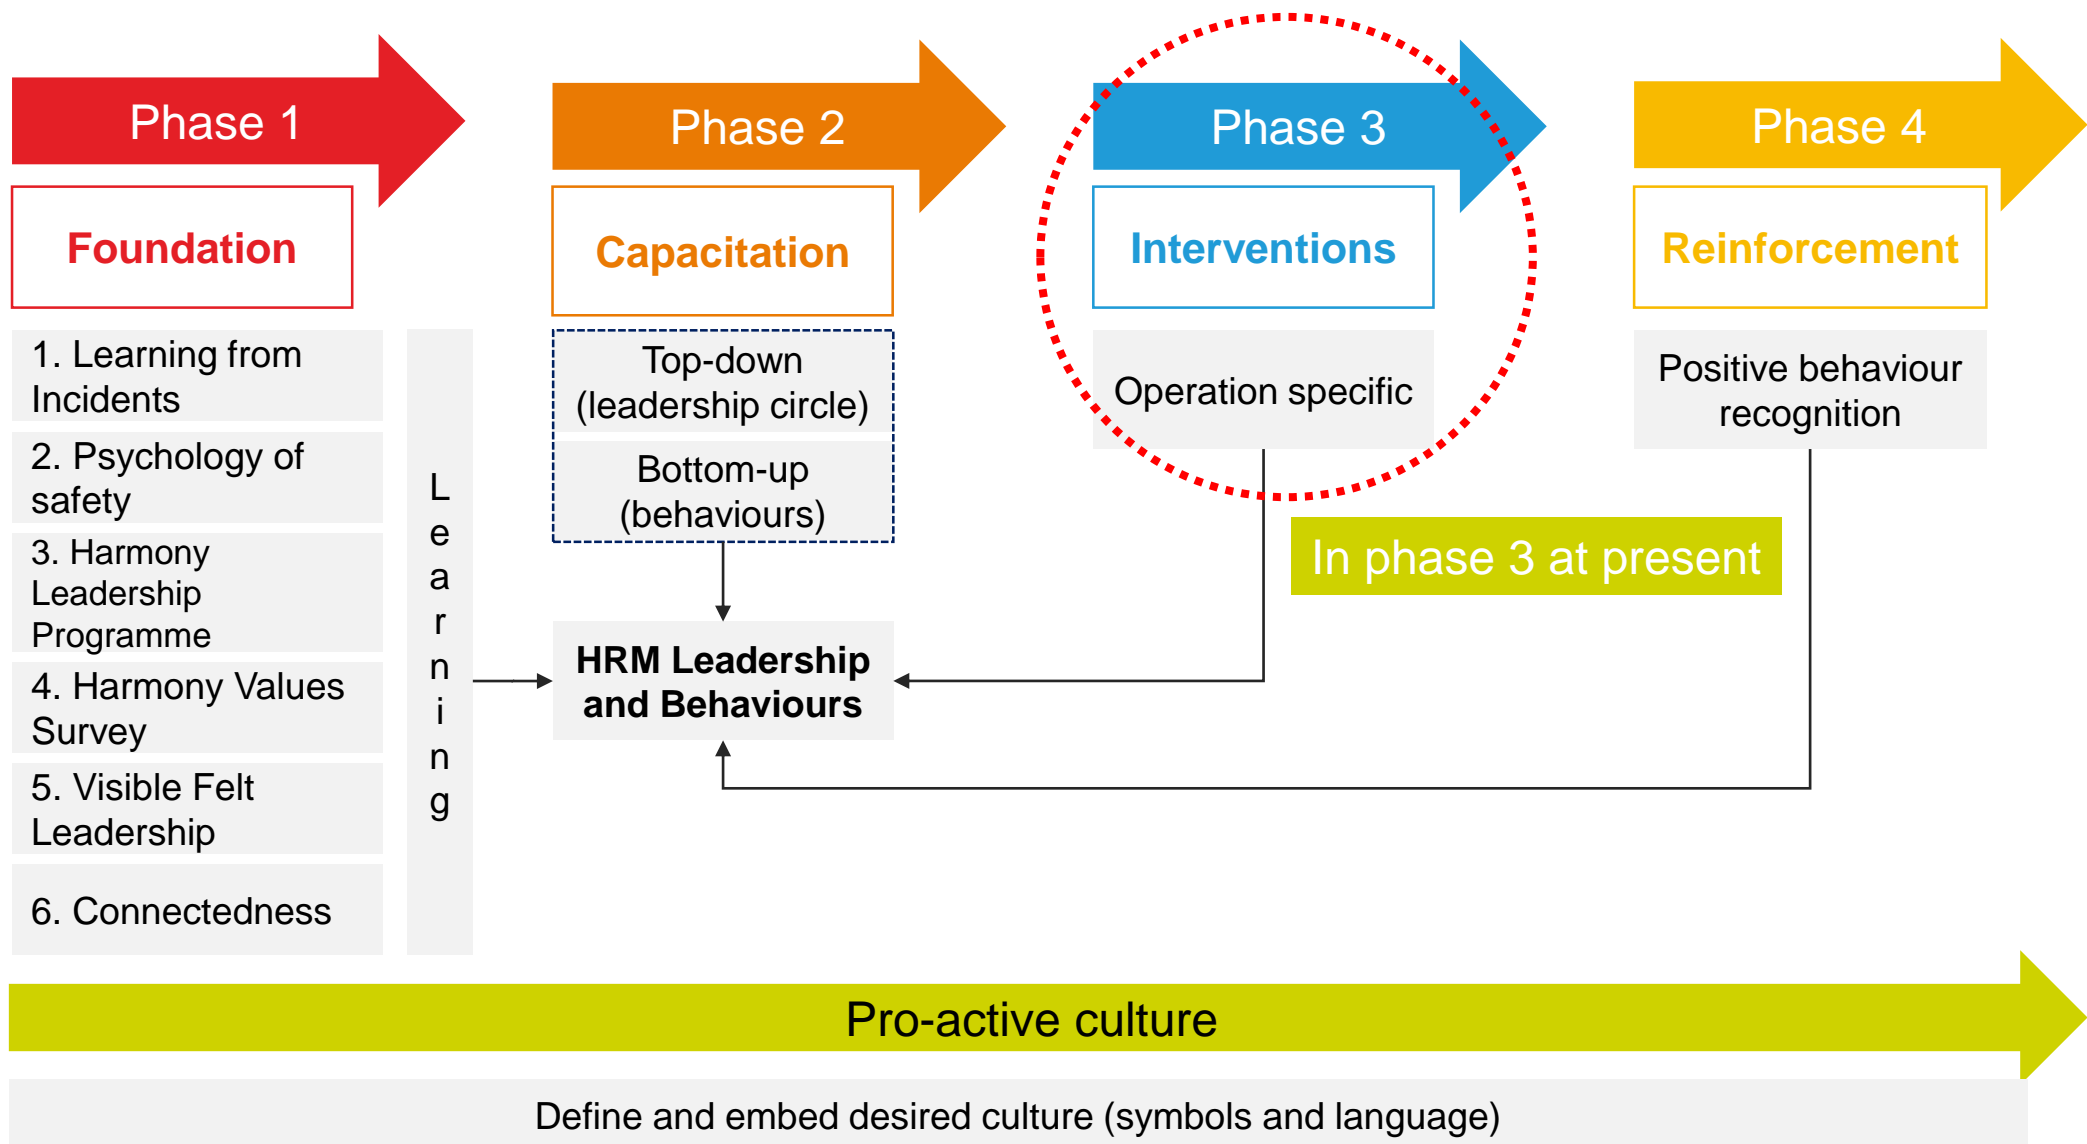 Phase 1
Phase 2
Phase 3
Phase 4
Foundation
Capacitation
Interventions
Reinforcement
1. Learning from
Incidents
2. Psychology of
safety
3. Harmony
Leadership
Programme
4. Harmony Values
Survey
5. Visible Felt
Leadership
6. Connectedness
L
e
a
r
n
i
n
g
Top-down
(leadership circle)
Bottom-up
(behaviours)
HRM Leadership
and Behaviours
Operation specific
In phase 3 at present
Positive behaviour
recognition
Pro-active culture
Define and embed desired culture (symbols and language)